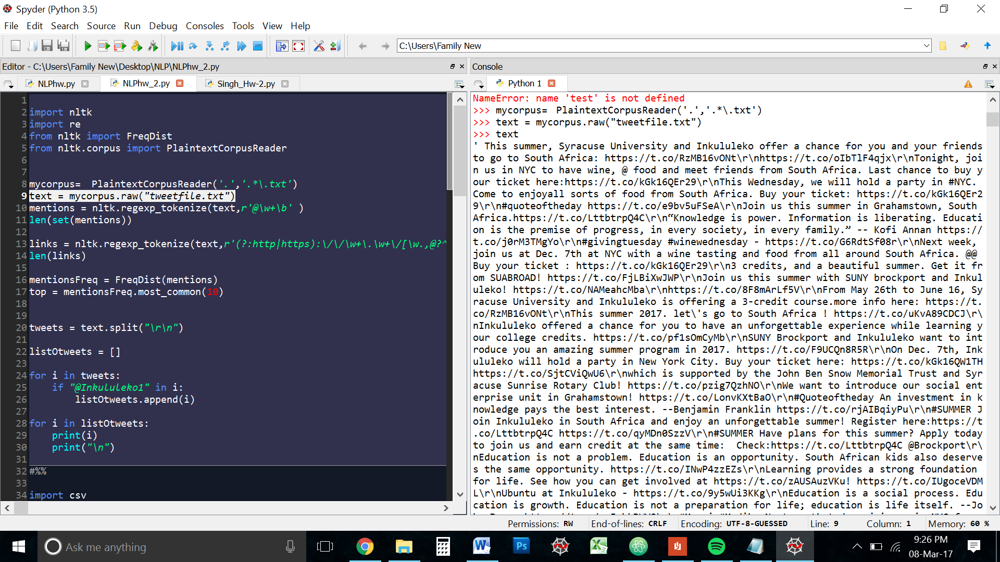 Spyder (Python 3.5)
File Edit Search Source Run Debug Consoles Tools View Help
C:\Users\Family New
Editor - C:\Users\Family New\Desktop\NLP\NLPhw_2.py
NLPhw.py NLPhw_2.py Singh_Hw-2.py
1
2 import nltk
3 import re
4 from nltk import FreqDist
5 from nltk.corpus import PlaintextCorpusReader
6
7
8 mycorpus=  PlaintextCorpusReader('.','.*\.txt')
9 text = mycorpus.raw("tweetfile.txt")
10 mentions = nltk.regexp_tokenize(text,r'@\w+\b' )
11 len(set(mentions))
12
13 links = nltk.regexp_tokenize(text,r'(?:http|https):\/\/\w+\.\w+\/[\w.,@?^
14 len(links)
15
16 mentionsFreq = FreqDist(mentions)
17 top = mentionsFreq.most_common(10)
18
19
20 tweets = text.split("\r\n")
21
22 listOtweets = []
23
24 for i in tweets:
25     if "@Inkululeko1" in i:
26         listOtweets.append(i)
27
28 for i in listOtweets:
29     print(i)
30     print("\n")
31
32 #%%
33
34 import csv
Console
Python 1
NameError: name 'test' is not defined
>>> mycorpus=  PlaintextCorpusReader('.','.*\.txt')
>>> text = mycorpus.raw("tweetfile.txt")
>>> text
' This summer, Syracuse University and Inkululeko offer a chance for you and your friends
to go to South Africa: https://t.co/RzMB16vONt\r\nhttps://t.co/oIbTlF4qjx\r\nTonight, joi
n us in NYC to have wine, @ food and meet friends from South Africa. Last chance to buy y
our ticket here:https://t.co/kGk16QEr29\r\nThis Wednesday, we will hold a party in #NYC.
Come to enjoyall sorts of food from South Africa. Buy your ticket: https://t.co/kGk16QEr2
9\r\n#quoteoftheday https://t.co/e9bv5uFSeA\r\nJoin us this summer in Grahamstown, South
Africa.https://t.co/LttbtrpQ4C\r\n“Knowledge is power. Information is liberating. Educati
on is the premise of progress, in every society, in every family.” -- Kofi Annan https://
t.co/j0rM3TMgYo\r\n#givingtuesday #winewednesday - https://t.co/G6RdtSf08r\r\nNext week,
join us at Dec. 7th at NYC with a wine tasting and food from all around South Africa. @@
Buy your ticket : https://t.co/kGk16QEr29\r\n3 credits, and a beautiful summer. Get it fr
om SUABROAD! https://t.co/FjLBiXwJWP\r\nJoin us this summer with SUNY brockport and Inkul
uleko! https://t.co/NAMeahcMba\r\nhttps://t.co/8F8mArLf5V\r\nFrom May 26th to June 16, Sy
racuse University and Inkululeko is offering a 3-credit course.more info here: https://t.
co/RzMB16vONt\r\nThis summer 2017. let\'s go to South Africa ! https://t.co/uKvA89CDCJ\r\
nInkululeko offered a chance for you to have an unforgettable experience while learning y
our college credits. https://t.co/pf1sOmCyMb\r\nSUNY Brockport and Inkululeko want to int
roduce you an amazing summer program in 2017. https://t.co/F9UCQn8R5R\r\nOn Dec. 7th, Ink
ululeko will hold a party in New York City. Buy your ticket here: https://t.co/kGk16QW1TH
https://t.co/SjtCViQwU6\r\nwhich is supported by the John Ben Snow Memorial Trust and Syr
acuse Sunrise Rotary Club! https://t.co/pzig7QzhNO\r\nWe want to introduce our social ent
erprise unit in Grahamstown! https://t.co/LonvKXtBaO\r\n#Quoteoftheday An investment in k
nowledge pays the best interest. --Benjamin Franklin https://t.co/rjAIBqiyPu\r\n#SUMMER J
oin Inkululeko in South Africa and enjoy an unforgettable summer! Register here:https://t
.co/LttbtrpQ4C https://t.co/qyMDn0SzzV\r\n#SUMMER Have plans for this summer? Apply today
to join us and earn credit at the same time:  Check:https://t.co/LttbtrpQ4C @Brockport\r\
nEducation is not a problem. Education is an opportunity. South African kids also deserve
s the same opportunity. https://t.co/INwP4zzEZs\r\nLearning provides a strong foundation
for life. See how you can get involved at https://t.co/zAUSAuzVKu! https://t.co/IUgoceVDM
L\r\nUbuntu at Inkululeko - https://t.co/9y5wUi3KKg\r\nEducation is a social process. Edu
cation is growth. Education is not a preparation for life; education is life itself. --Jo
Permissions: RW End-of-lines: CRLF Encoding: UTF-8-GUESSED Line: 9 Column: 1 Memory: 60 %
Ask me anything
Ps
9:26 PM
08-Mar-17